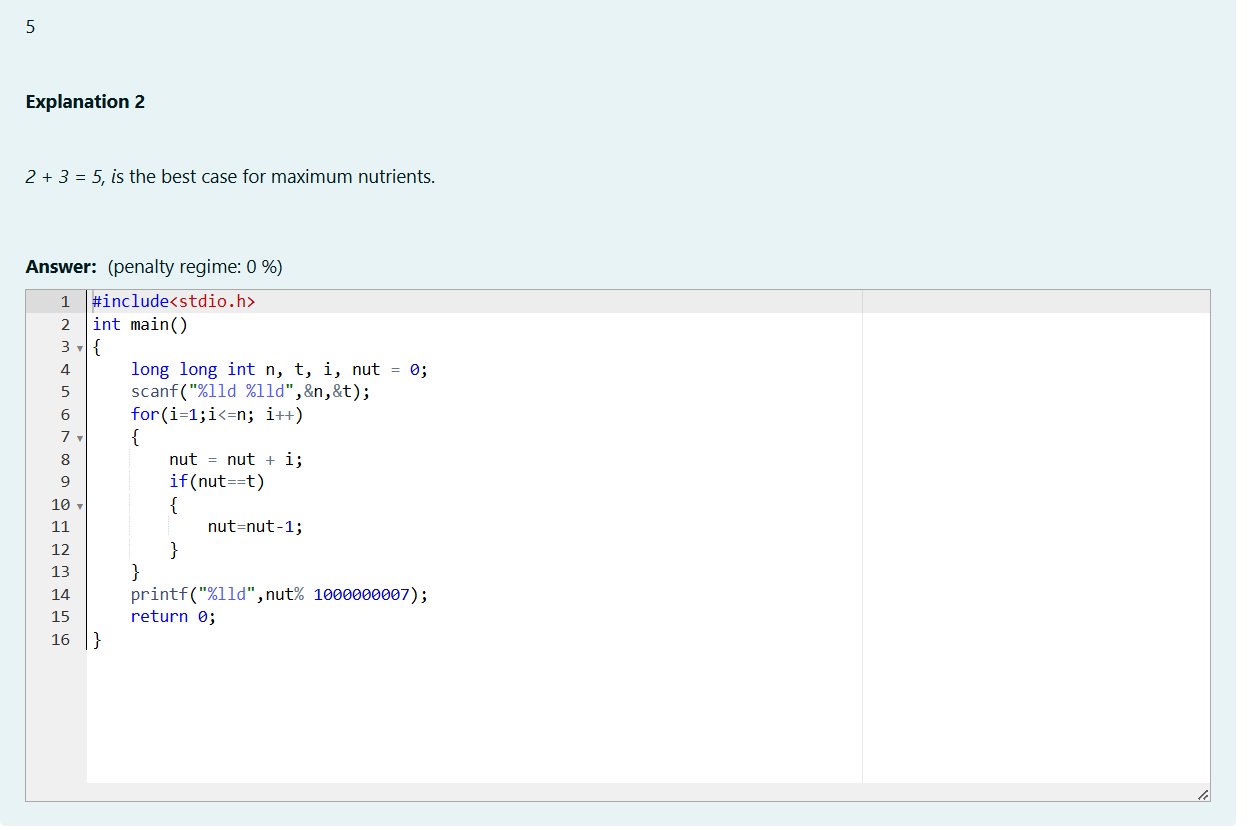 5
Explanation 2
2 + 3 = 5, is the best case for maximum nutrients.
Answer: (penalty regime: 0 %)
1 #include<stdio.h>
2 int main()
3 {
4     long long int n, t, i, nut = 0;
5     scanf("%lld %lld",&n,&t);
6     for(i=1;i<=n; i++)
7     {
8         nut = nut + i;
9         if(nut==t)
10         {
11             nut=nut-1;
12         }
13     }
14     printf("%lld",nut% 1000000007);
15     return 0;
16 }